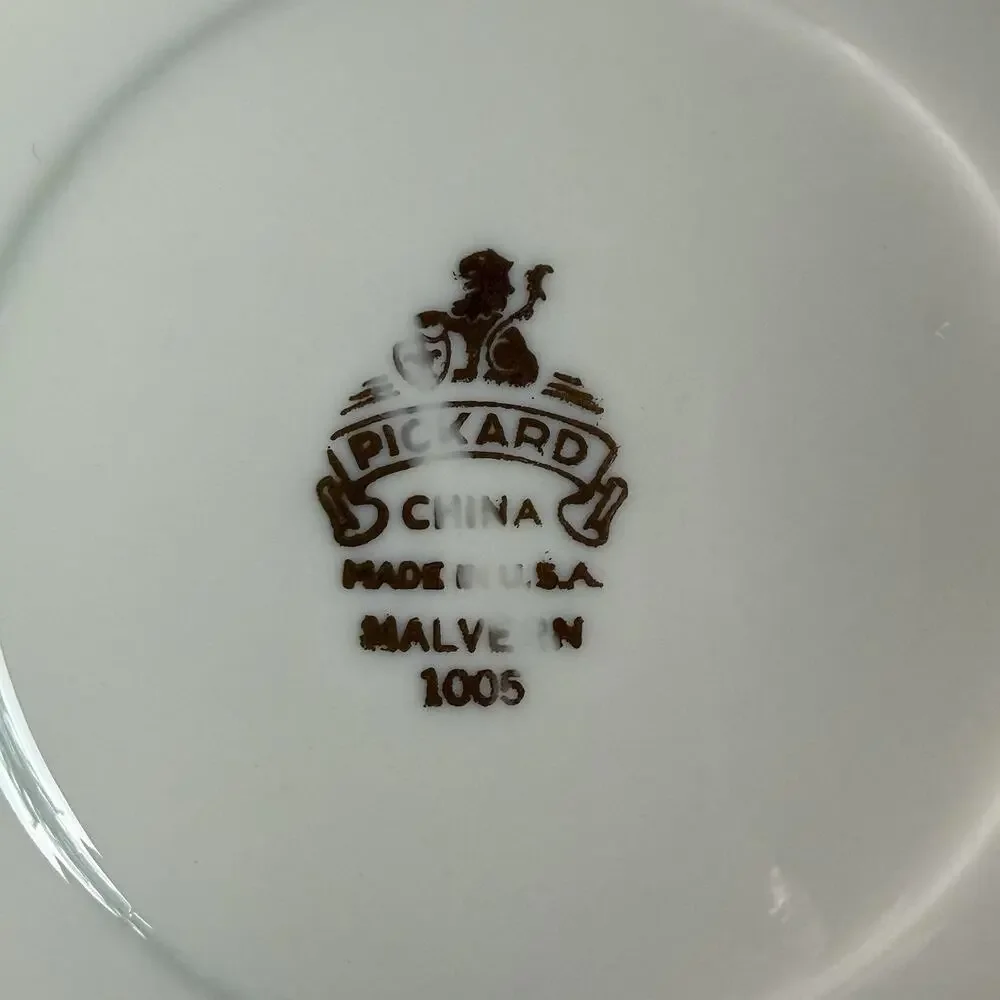 PICKARD
CHINA
MADE IN U.S.A.
MALVERN
1005